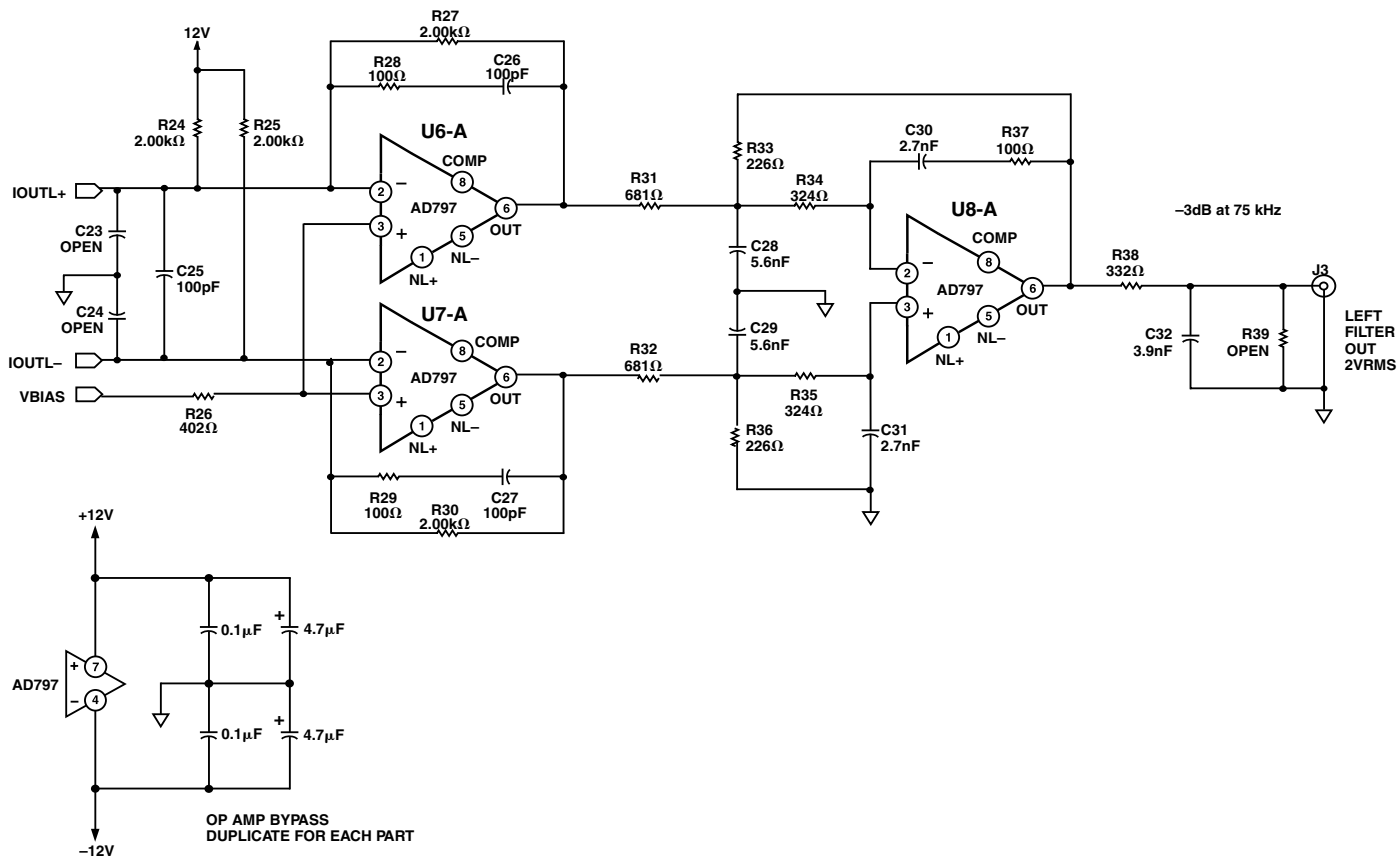 R27
2.00kΩ
12V
R28
100Ω
C26
100pF
R24
2.00kΩ
R25
2.00kΩ
U6-A
COMP
8
2
−
AD797
3
+
6
OUT
5
NL−
1
NL+
IOUTL+
C23
OPEN
C25
100pF
C24
OPEN
IOUTL−
VBIAS
R26
402Ω
U7-A
COMP
8
2
−
AD797
3
+
6
OUT
5
NL−
1
NL+
R29
100Ω
C27
100pF
R30
2.00kΩ
R31
681Ω
R32
681Ω
R33
226Ω
R34
324Ω
C28
5.6nF
C29
5.6nF
R35
324Ω
R36
226Ω
C31
2.7nF
C30
2.7nF
R37
100Ω
U8-A
COMP
8
2
−
AD797
3
+
6
OUT
5
NL−
1
NL+
−3dB at 75 kHz
R38
332Ω
C32
3.9nF
R39
OPEN
J3
LEFT
FILTER
OUT
2VRMS
+12V
AD797
+
7
−
4
0.1μF
+
4.7μF
0.1μF
+
4.7μF
−12V
OP AMP BYPASS
DUPLICATE FOR EACH PART